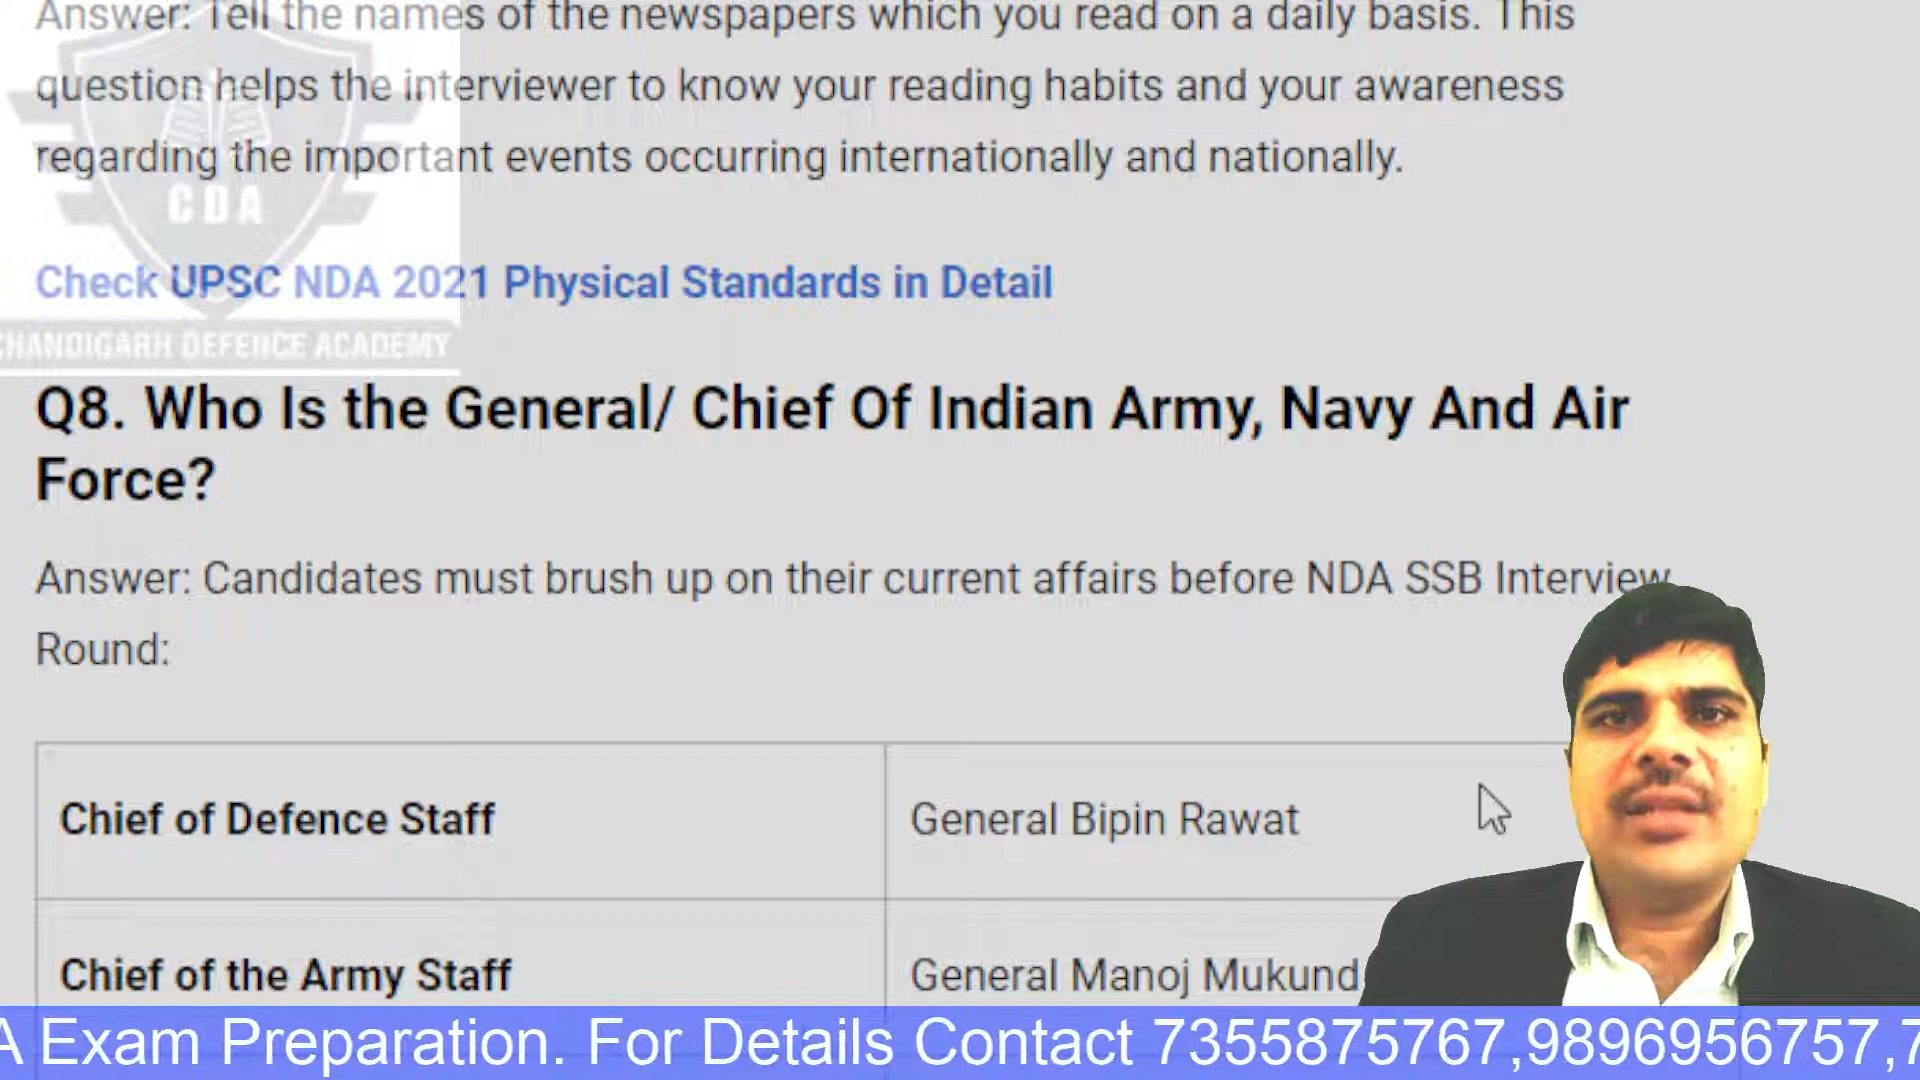 Answer: Tell the names of the newspapers which you read on a daily basis. This
question helps the interviewer to know your reading habits and your awareness
regarding the important events occurring internationally and nationally.
CDA
Check UPSC NDA 2021 Physical Standards in Detail
CHANDIGARH DEFENCE ACADEMY
Q8. Who Is the General/ Chief Of Indian Army, Navy And Air
Force?
Answer: Candidates must brush up on their current affairs before NDA SSB Interview
Round:
Chief of Defence Staff General Bipin Rawat
Chief of the Army Staff General Manoj Mukund
A Exam Preparation. For Details Contact 7355875767,9896956757,7